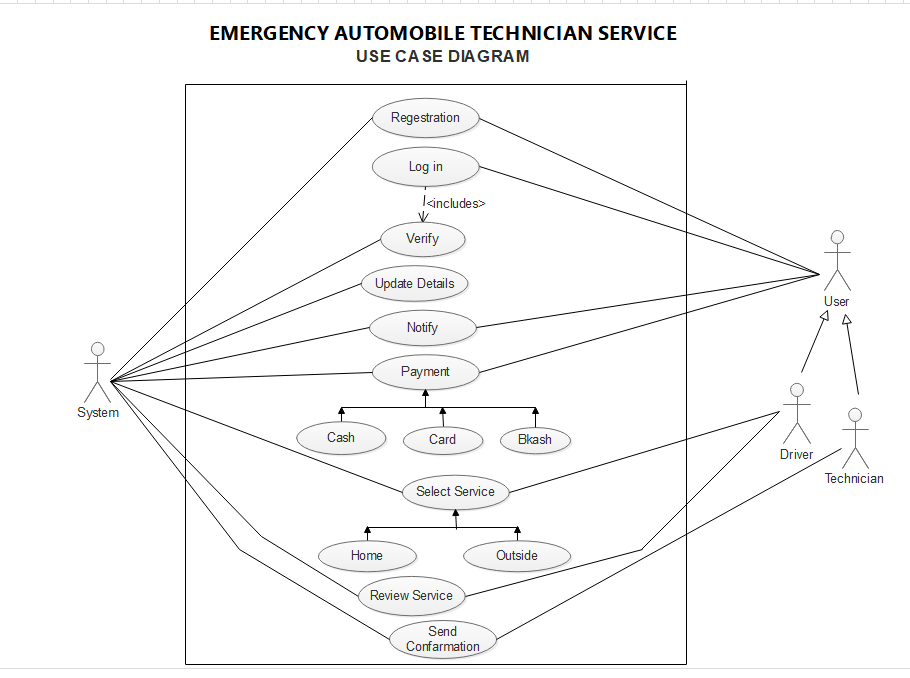 EMERGENCY AUTOMOBILE TECHNICIAN SERVICE
USE CASE DIAGRAM
Regestration
Log in
<includes>
Verify
Update Details
Notify
User
Payment
System
Cash
Card
Bkash
Driver
Technician
Select Service
Home
Outside
Review Service
Send
Confarmation